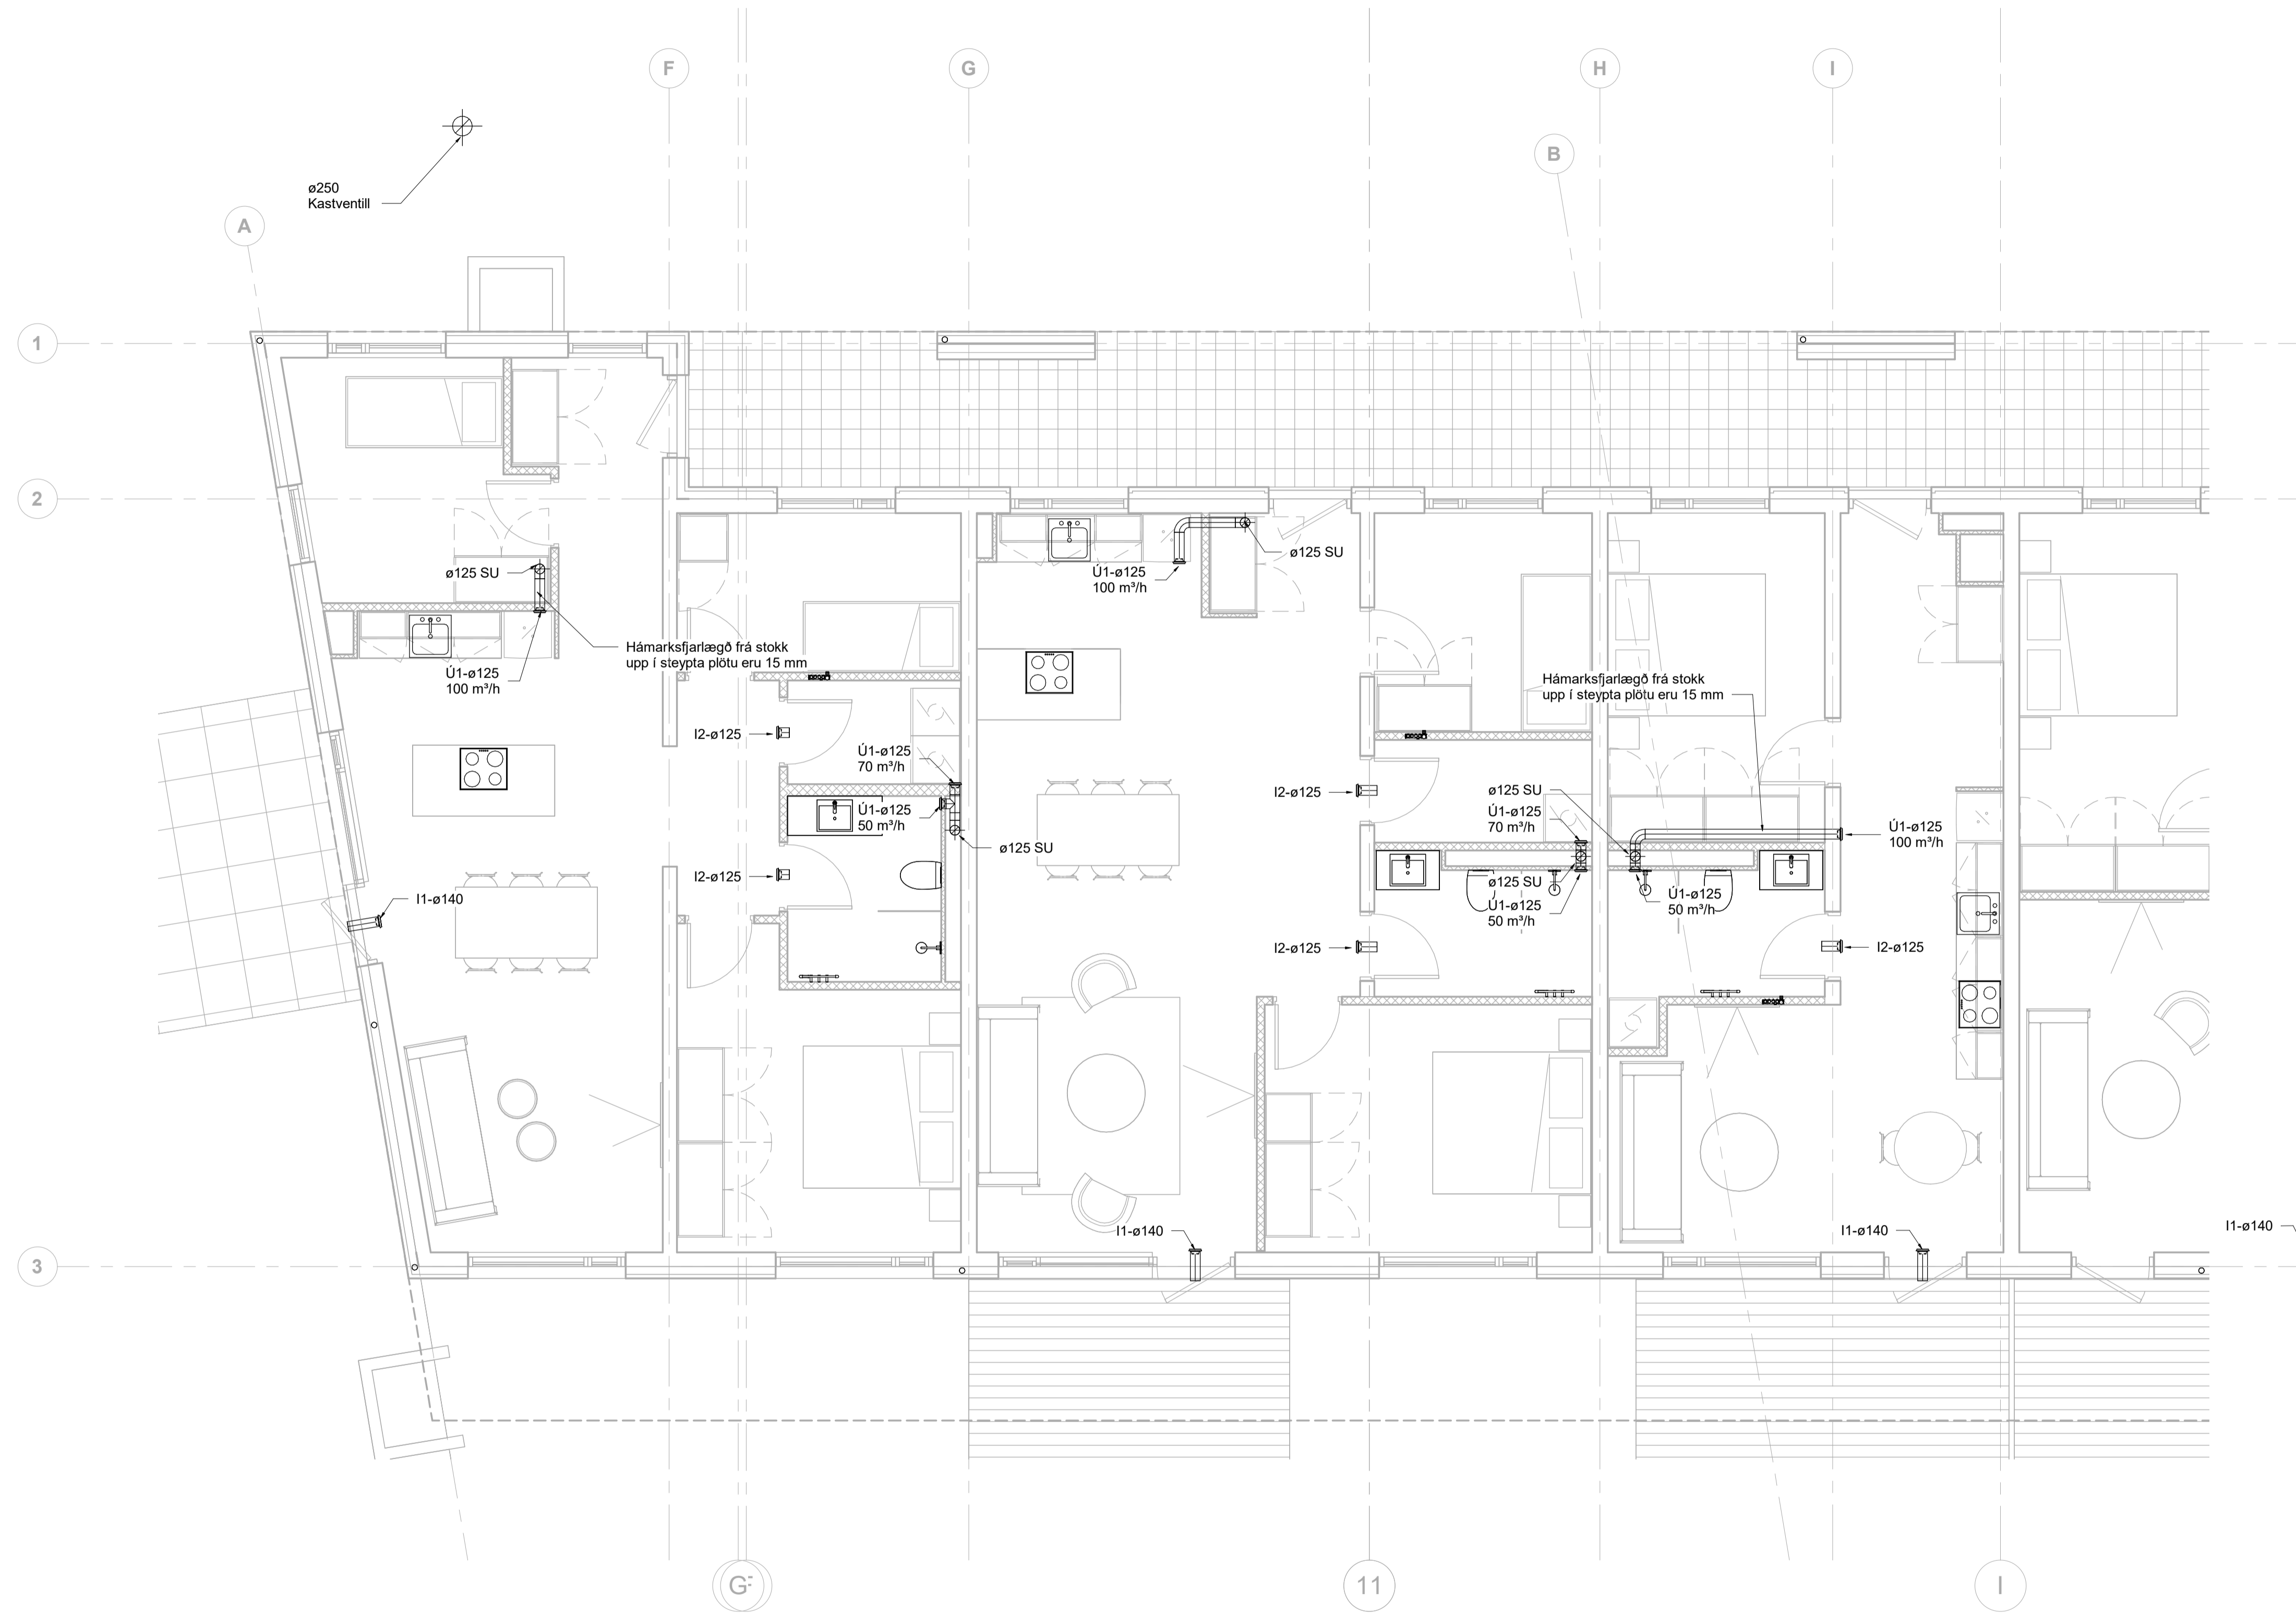 F
G
H
I
B
ø250
Kastventill
A
1
2
ø125 SU
Ú1-ø125
100 m³/h
ø125 SU
Hámarksfjarlægð frá stokk
upp í steypta plötu eru 15 mm
Ú1-ø125
100 m³/h
Hámarksfjarlægð frá stokk
upp í steypta plötu eru 15 mm
I2-ø125
Ú1-ø125
70 m³/h
Ú1-ø125
50 m³/h
ø125 SU
I2-ø125
I2-ø125
ø125 SU
Ú1-ø125
70 m³/h
Ú1-ø125
100 m³/h
ø125 SU
Ú1-ø125
50 m³/h
Ú1-ø125
50 m³/h
I1-ø140
I2-ø125
I2-ø125
I1-ø140
I1-ø140
I1-ø140
3
G
11
I